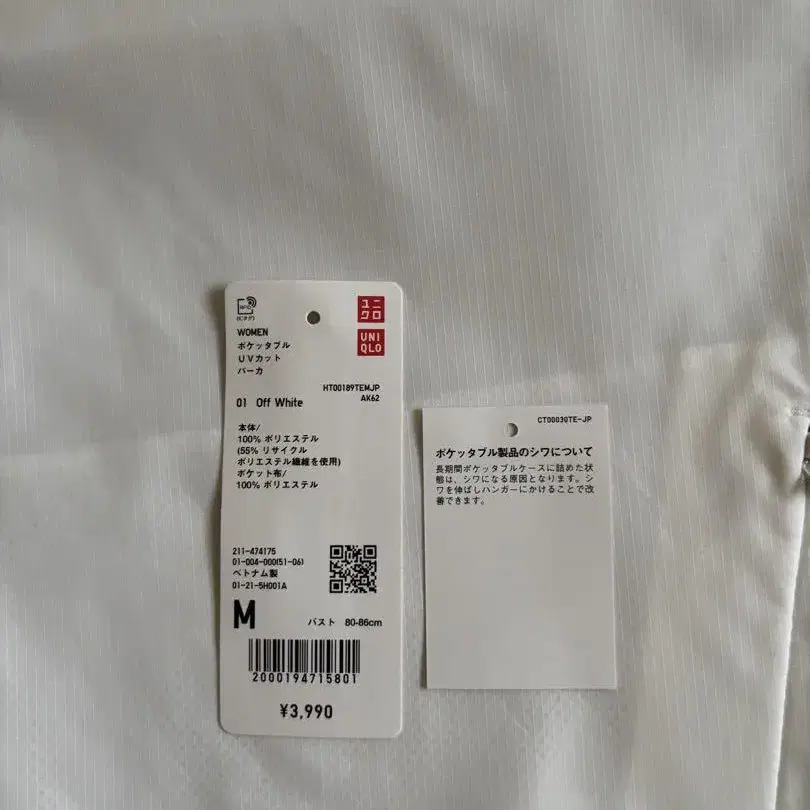 RFID
(ICタグ)
ユニ
クロ
UNI
QLO
WOMEN
ポケッタブル
UVカット
パーカ
HT00189TEMJP
AK62
01 Off White
本体/
100% ポリエステル
(55% リサイクル
ポリエステル繊維を使用)
ポケット布/
100% ポリエステル
211-474175
01-004-000(51-06)
ベトナム製
01-21-5H001A
M
バスト 80-86cm
2000194715801
¥3,990
CT00030TE-JP
ポケッタブル製品のシワについて
長期間ポケッタブルケースに詰めた状
態は、シワになる原因となります。シ
ワを伸ばしハンガーにかけることで改
善できます。